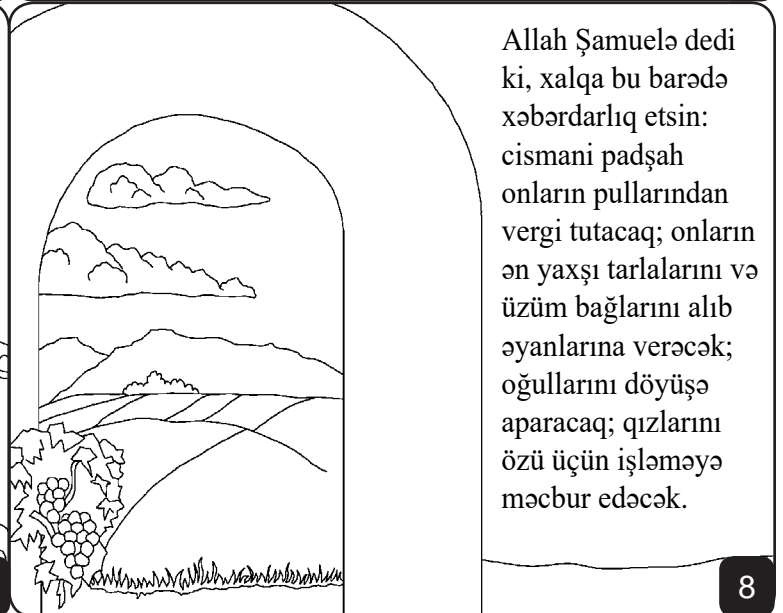 Allah Şamuelə dedi
ki, xalqa bu barədə
xəbərdarlıq etsin:
cismani padşah
onların pullarından
vergi tutacaq; onların
ən yaxşı tarlalarını və
üzüm bağlarını alıb
əyanlarına verəcək;
oğullarını döyüşə
aparacaq; qızlarını
özü üçün işləməyə
məcbur edəcək.
8